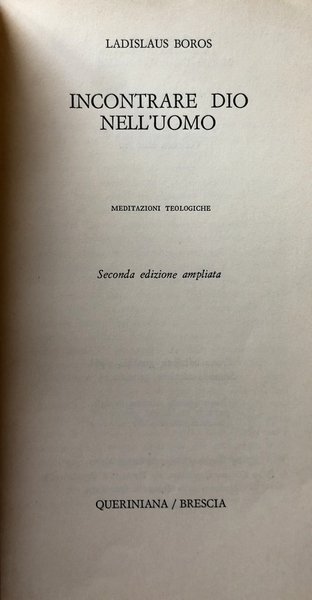 LADISLAUS BOROS
INCONTRARE DIO
NELL'UOMO
MEDITAZIONI TEOLOGICHE
Seconda edizione ampliata
QUERINIANA / BRESCIA